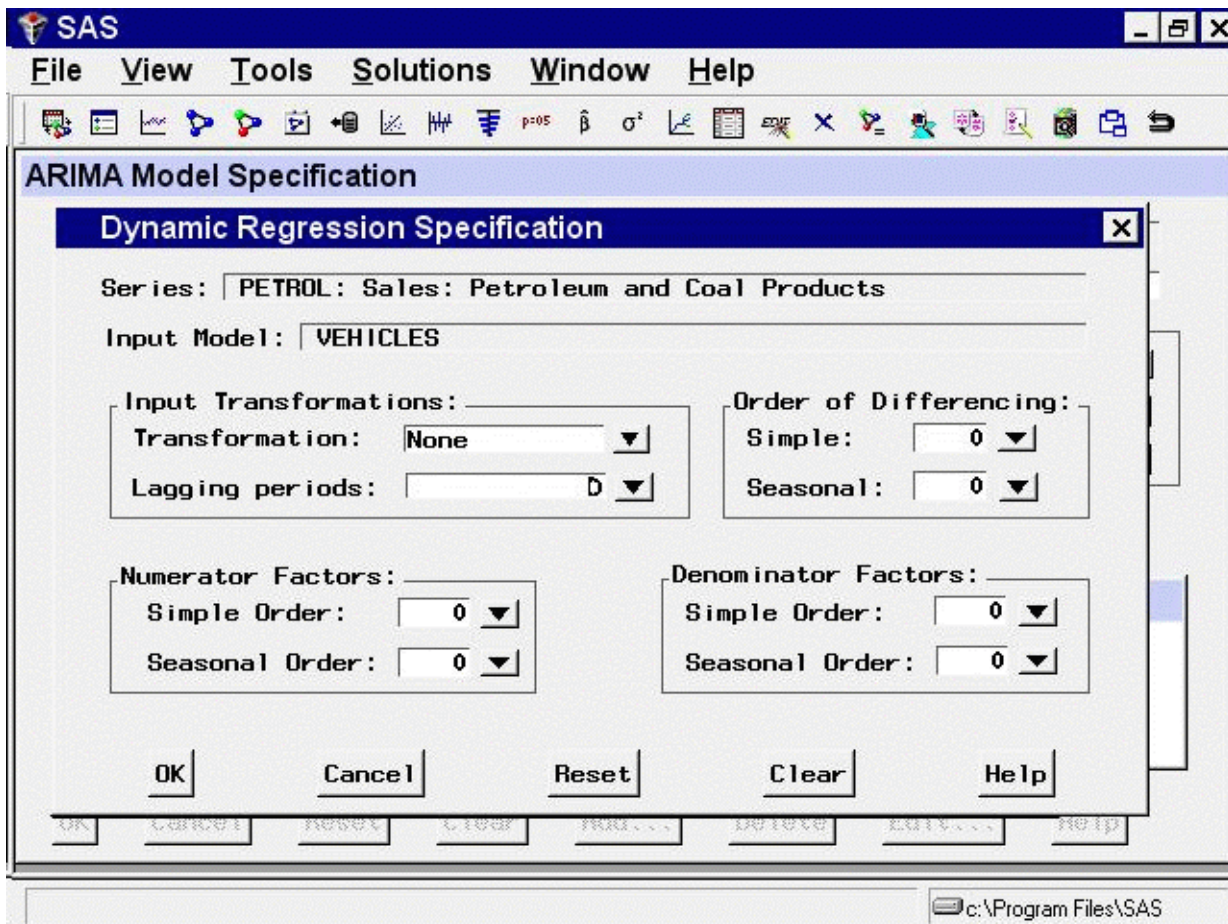 SAS
File View Tools Solutions Window Help
p=05 β̂ σ² EDIT
ARIMA Model Specification
Dynamic Regression Specification
Series: PETROL: Sales: Petroleum and Coal Products
Input Model: VEHICLES
Input Transformations: Order of Differencing:
Transformation: None Simple: 0
Lagging periods: D Seasonal: 0
Numerator Factors: Denominator Factors:
Simple Order: 0 Simple Order: 0
Seasonal Order: 0 Seasonal Order: 0
OK Cancel Reset Clear Help
OK Cancel Reset Clear Add... Delete Edit... Help
c:\Program Files\SAS